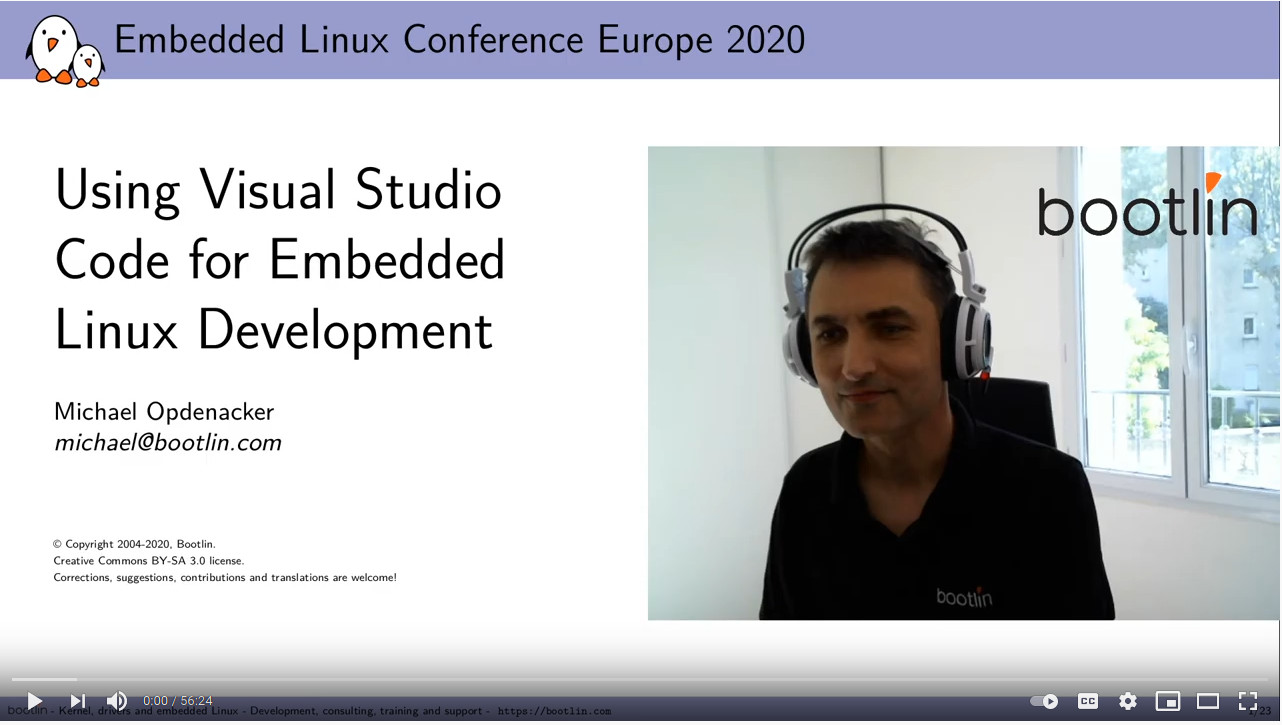 Embedded Linux Conference Europe 2020
Using Visual Studio
Code for Embedded
Linux Development
Michael Opdenacker
michael@bootlin.com
© Copyright 2004-2020, Bootlin.
Creative Commons BY-SA 3.0 license.
Corrections, suggestions, contributions and translations are welcome!
bootlin
bootlin
0:00 / 56:24
CC
bootlin - Kernel, drivers and embedded Linux - Development, consulting, training and support - https://bootlin.com
1/23